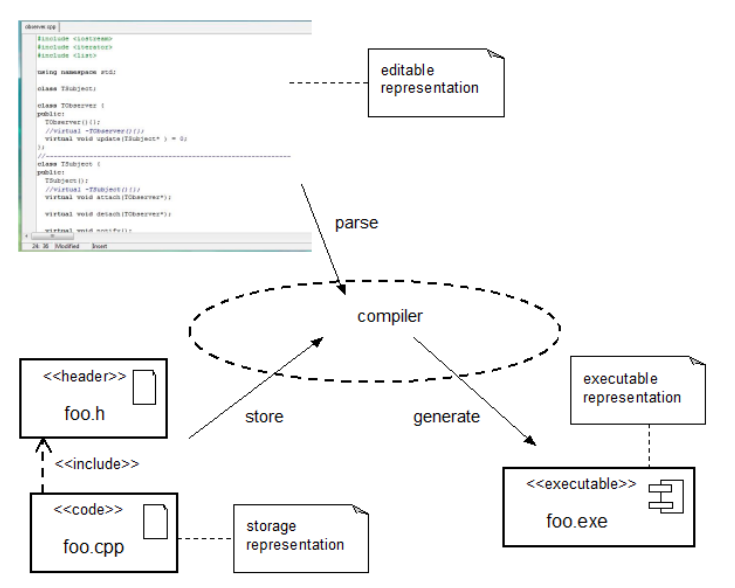 observer.cpp
#include <iostream>
#include <iterator>
#include <list>
using namespace std;
class TSubject;
class TObserver {
public:
TObserver(){};
//virtual ~TObserver(){};
virtual void update(TSubject* ) = 0;
};
//----------------------------------------------------------------
class TSubject {
public:
TSubject();
//virtual ~TSubject(){};
virtual void attach(TObserver*);
virtual void detach(TObserver*);
virtual void notify();
24: 36 Modified Insert
editable
representation
parse
compiler
<<header>>
foo.h
store
generate
executable
representation
<<include>>
<<code>>
foo.cpp
storage
representation
<<executable>>
foo.exe